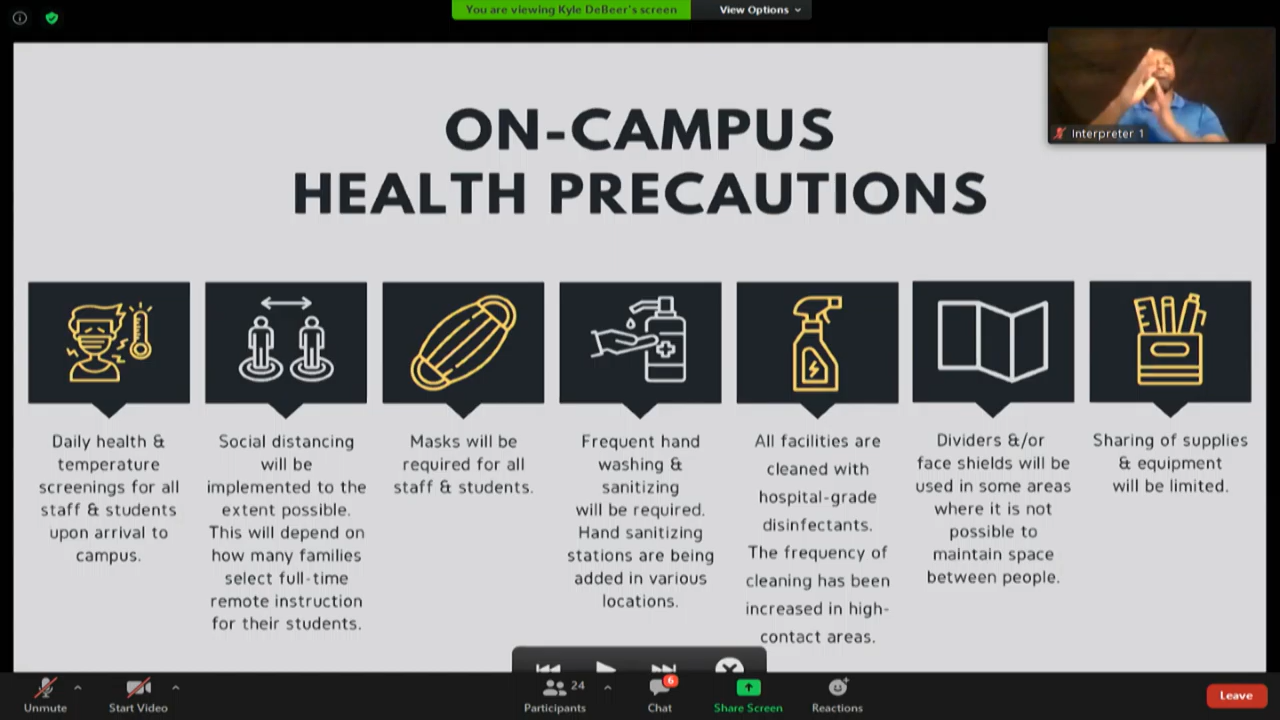 You are viewing Kyle DeBeer's screen
View Options
ON-CAMPUS
HEALTH PRECAUTIONS
Interpreter 1
Daily health &
temperature
screenings for all
staff & students
upon arrival to
campus.
Social distancing
will be
implemented to the
extent possible.
This will depend on
how many families
select full-time
remote instruction
for their students.
Masks will be
required for all
staff & students.
Frequent hand
washing &
sanitizing
will be required.
Hand sanitizing
stations are being
added in various
locations.
All facilities are
cleaned with
hospital-grade
disinfectants.
The frequency of
cleaning has been
increased in high-
contact areas.
Dividers &/or
face shields will be
used in some areas
where it is not
possible to
maintain space
between people.
Sharing of supplies
& equipment
will be limited.
Unmute
Start Video
24
Participants
6
Chat
Share Screen
Reactions
Leave